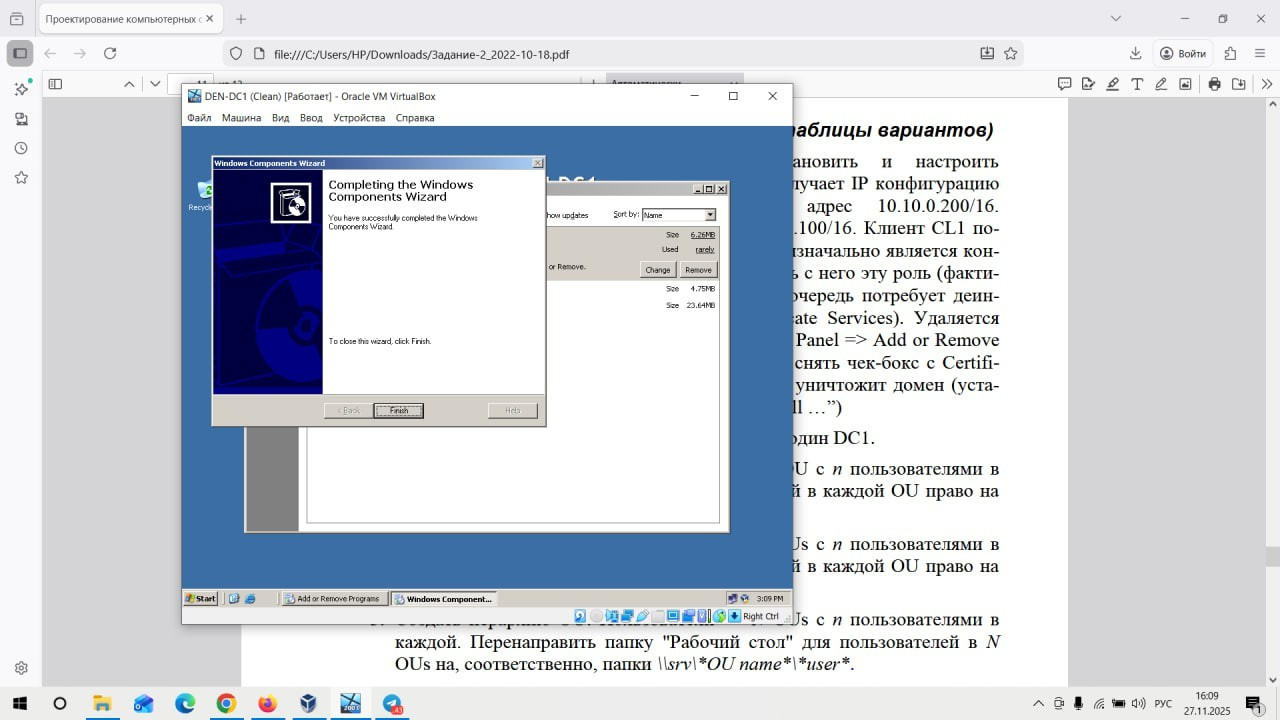 Проектирование компьютерных с
file:///C:/Users/HP/Downloads/Задание-2_2022-10-18.pdf
Войти
DEN-DC1 (Clean) [Работает] - Oracle VM VirtualBox
Файл Машина Вид Ввод Устройства Справка
Windows Components Wizard
Completing the Windows
Components Wizard
You have successfully completed the Windows
Components Wizard.
To close this wizard, click Finish.
< Back Finish Help
Recycle
how updates Sort by: Name
Size 6.26MB
Used rarely
or Remove. Change Remove
Size 4.75MB
Size 23.64MB
Start Add or Remove Programs Windows Component... 3:09 PM
Right Ctrl
таблицы вариантов)
ановить и настроить
лучает IP конфигурацию
адрес 10.10.0.200/16.
.100/16. Клиент CL1 по-
изначально является кон-
ь с него эту роль (факти-
очередь потребует деин-
ate Services). Удаляется
Panel => Add or Remove
снять чек-бокс с Certifi-
уничтожит домен (уста-
ll …”)
один DC1.
OU с n пользователями в
й в каждой OU право на
Us с n пользователями в
й в каждой OU право на
Us с n пользователями в
каждой. Перенаправить папку "Рабочий стол" для пользователей в N
OUs на, соответственно, папки \\srv\*OU name*\*user*.
РУС
16:09
27.11.2025